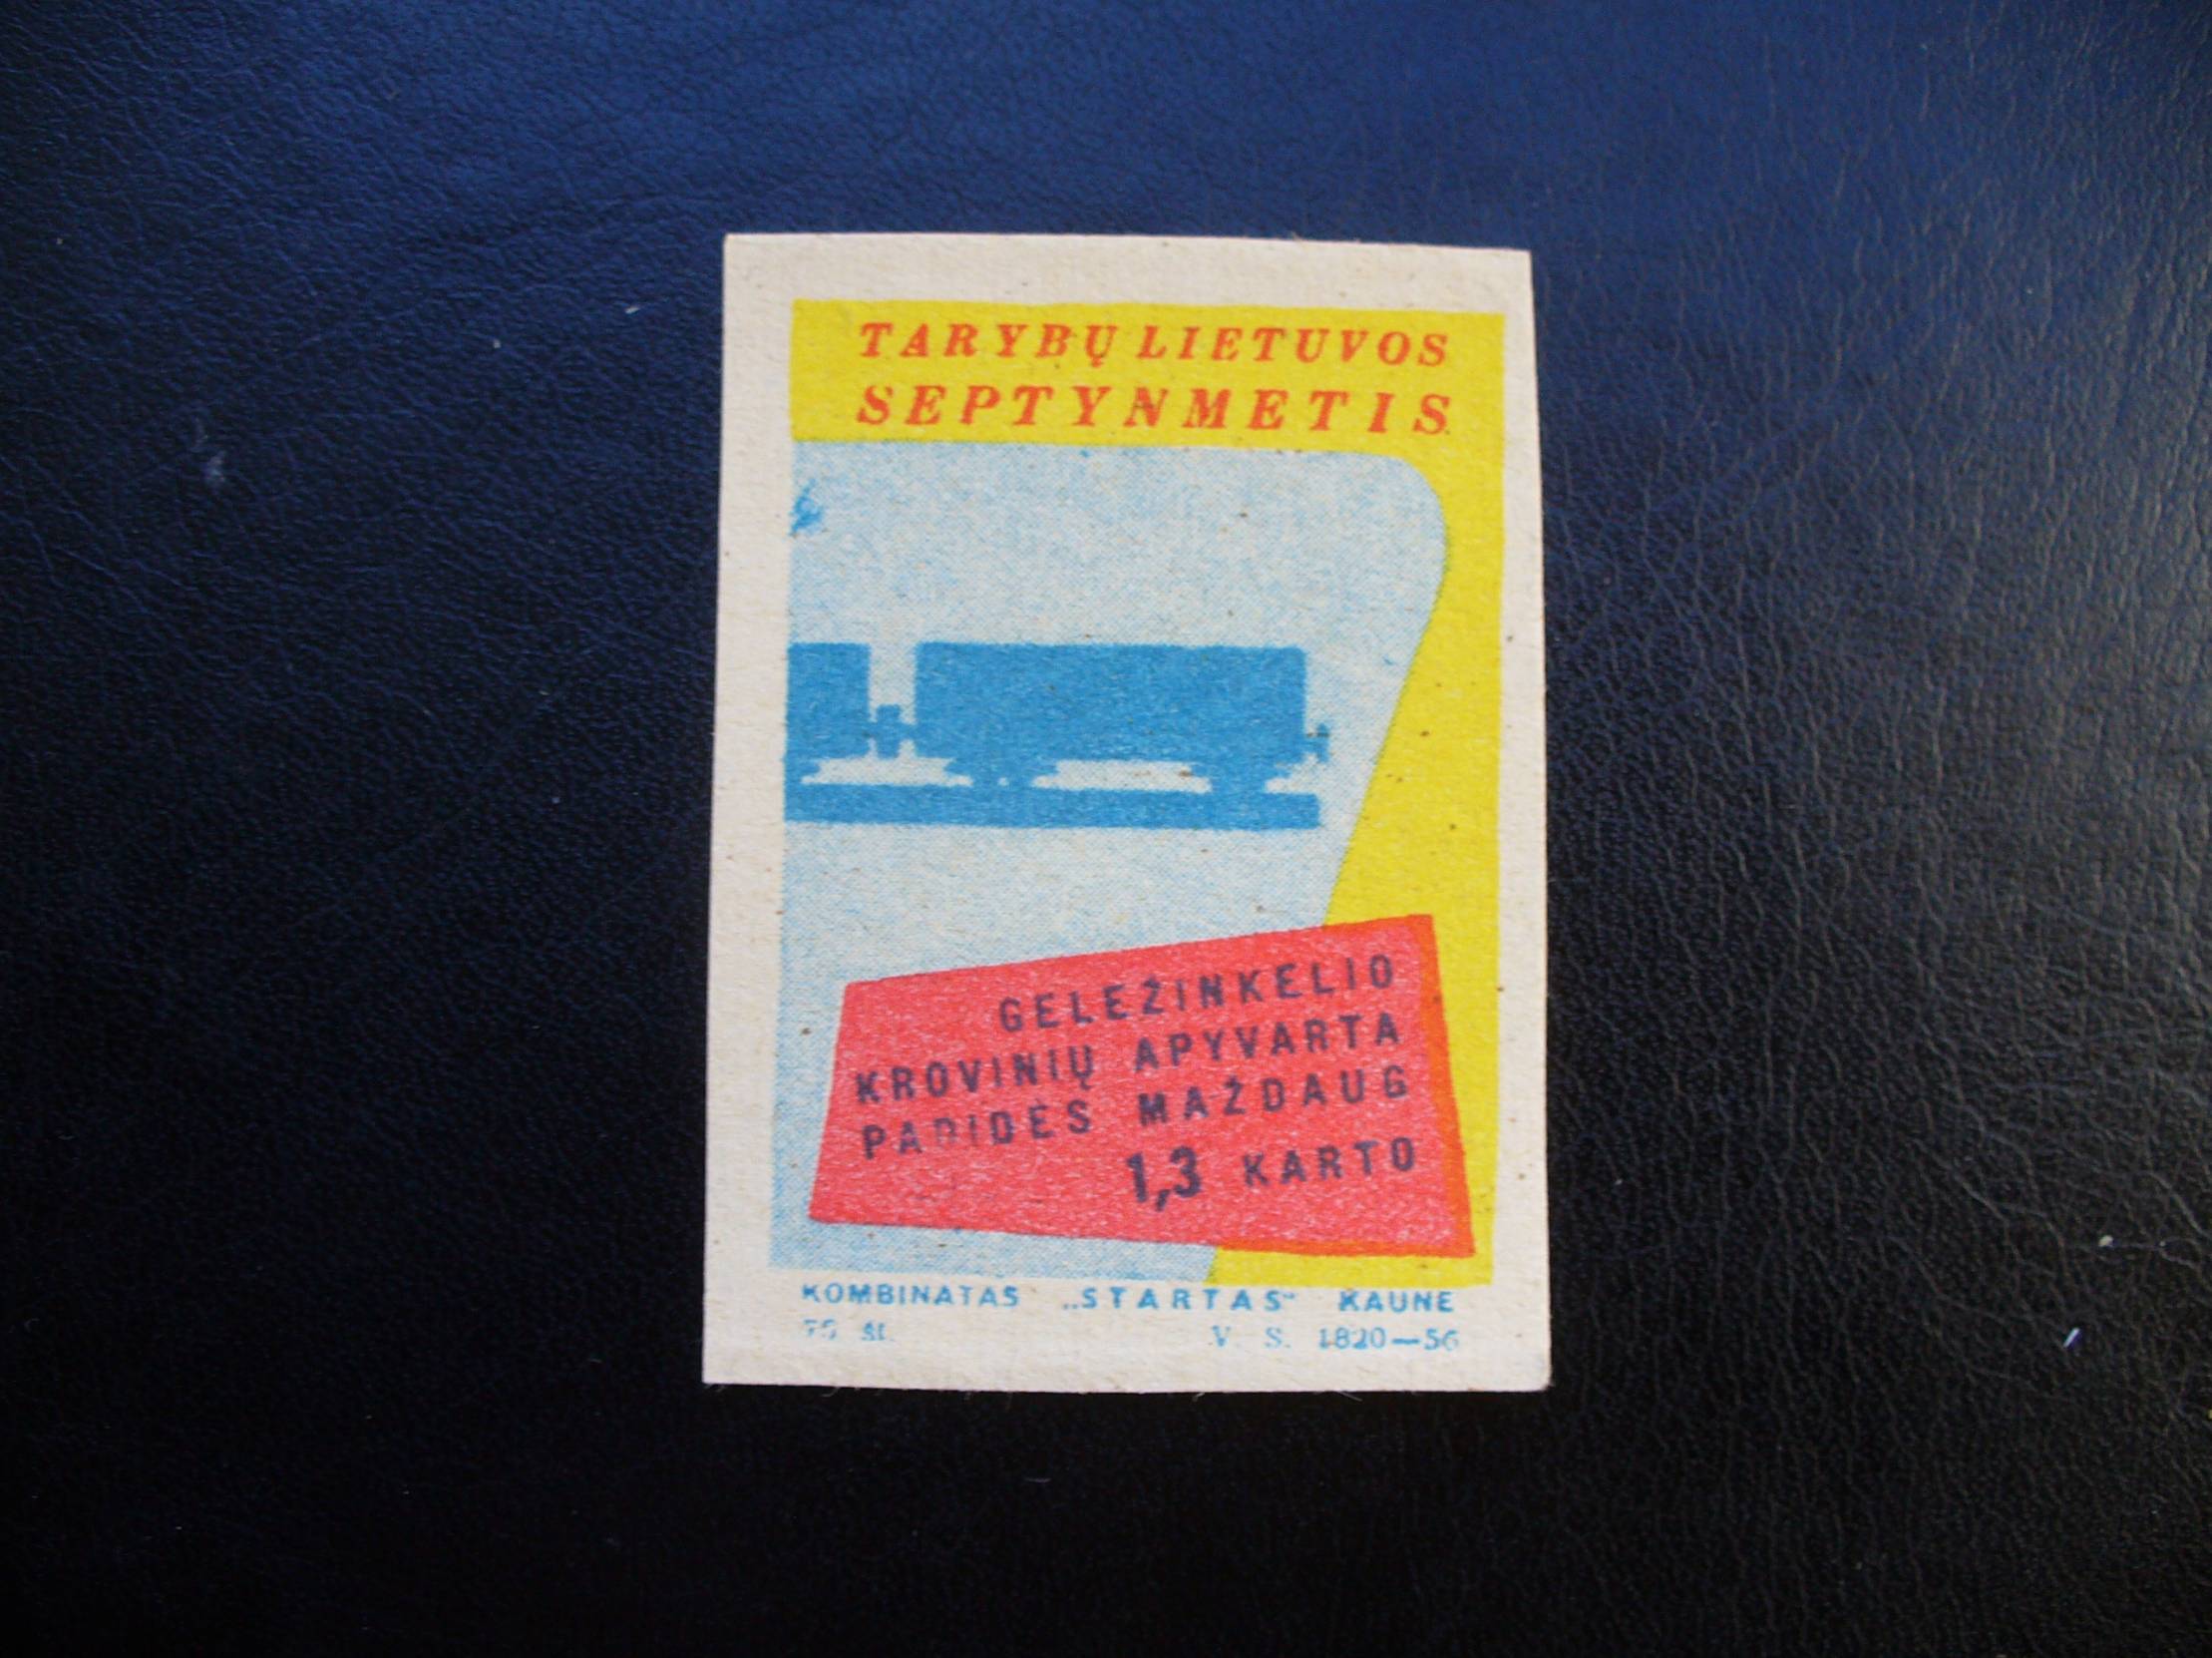 TARYBŲ LIETUVOS
SEPTYNMETIS
GELEŽINKELIO
KROVINIŲ APYVARTA
PADIDĖS MAŽDAUG
1,3 KARTO
KOMBINATAS „STARTAS“ KAUNE
V. S. 1820—56